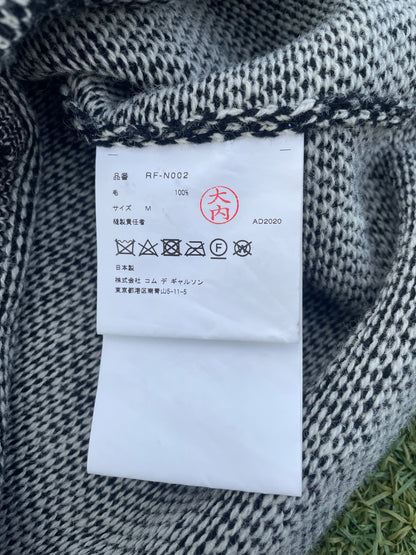 品番 RF-N002
毛 100%
サイズ M
縫製責任者 大内 AD2020
F W
日本製
株式会社 コム デ ギャルソン
東京都港区南青山5-11-5